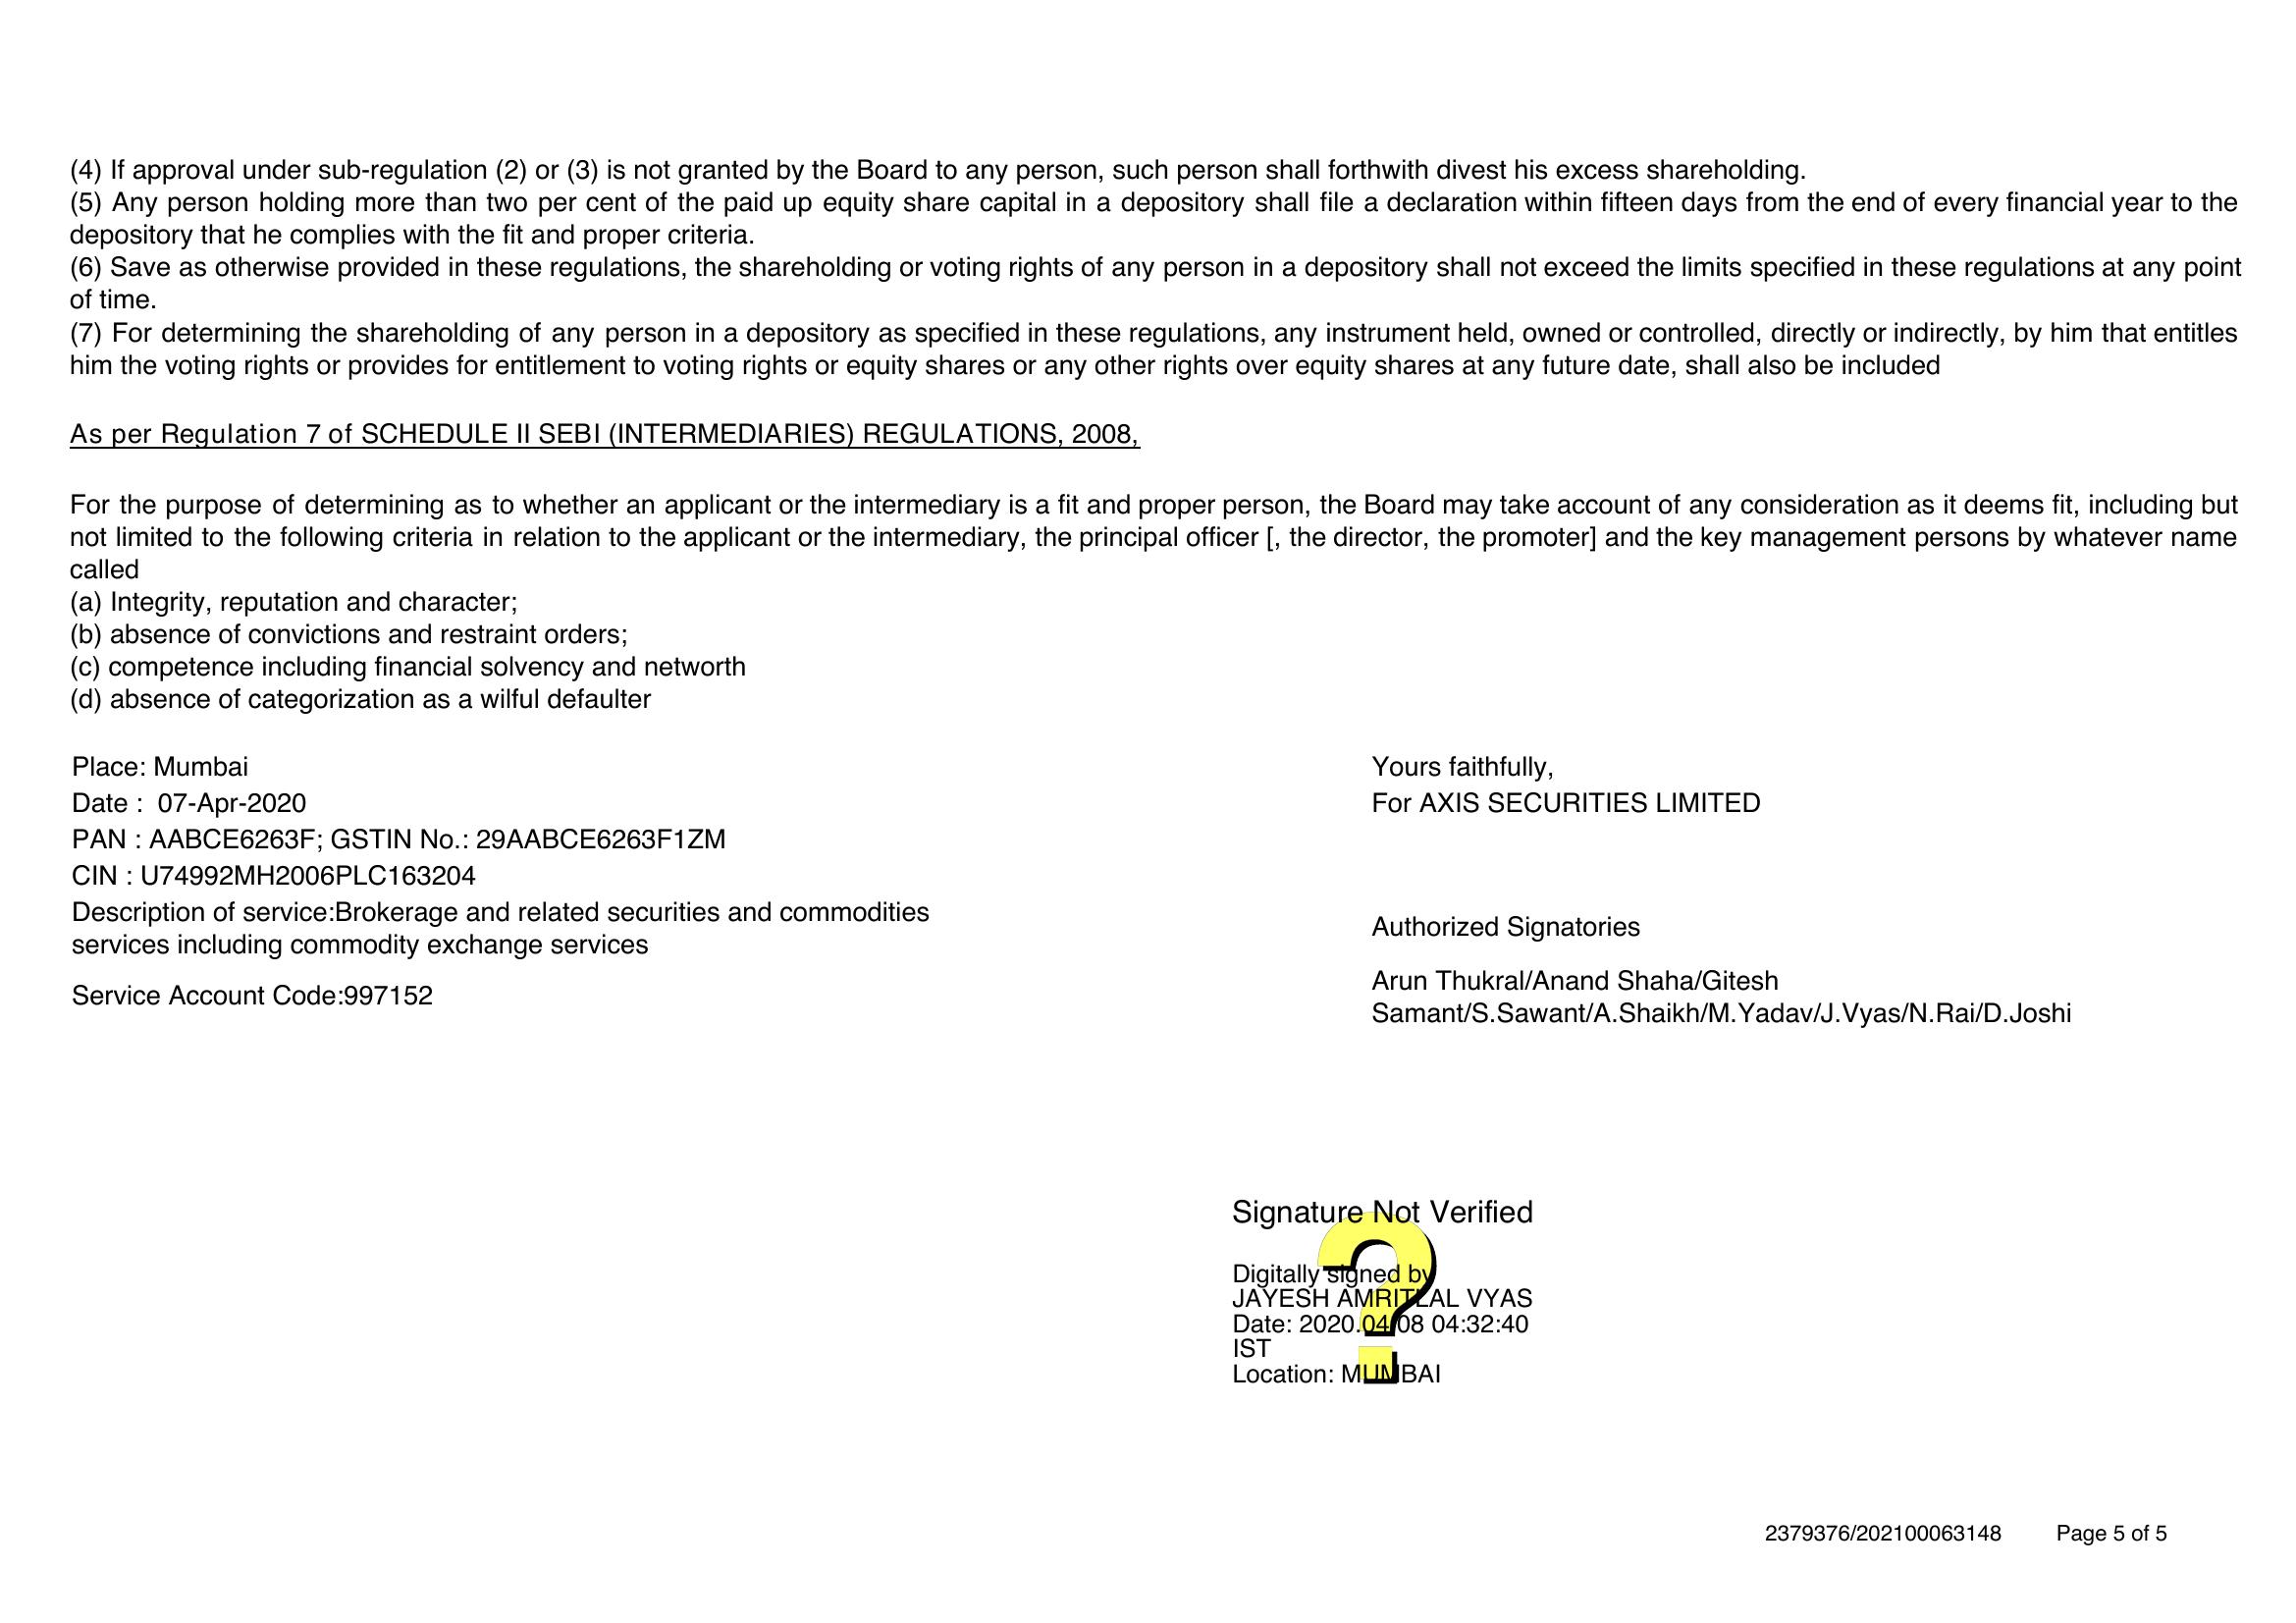 (4) If approval under sub-regulation (2) or (3) is not granted by the Board to any person, such person shall forthwith divest his excess shareholding.
(5) Any person holding more than two per cent of the paid up equity share capital in a depository shall file a declaration within fifteen days from the end of every financial year to the
depository that he complies with the fit and proper criteria.
(6) Save as otherwise provided in these regulations, the shareholding or voting rights of any person in a depository shall not exceed the limits specified in these regulations at any point
of time.
(7) For determining the shareholding of any person in a depository as specified in these regulations, any instrument held, owned or controlled, directly or indirectly, by him that entitles
him the voting rights or provides for entitlement to voting rights or equity shares or any other rights over equity shares at any future date, shall also be included
As per Regulation 7 of SCHEDULE II SEBI (INTERMEDIARIES) REGULATIONS, 2008,
For the purpose of determining as to whether an applicant or the intermediary is a fit and proper person, the Board may take account of any consideration as it deems fit, including but
not limited to the following criteria in relation to the applicant or the intermediary, the principal officer [, the director, the promoter] and the key management persons by whatever name
called
(a) Integrity, reputation and character;
(b) absence of convictions and restraint orders;
(c) competence including financial solvency and networth
(d) absence of categorization as a wilful defaulter
Place: Mumbai
Date : 07-Apr-2020
PAN : AABCE6263F; GSTIN No.: 29AABCE6263F1ZM
CIN : U74992MH2006PLC163204
Description of service:Brokerage and related securities and commodities
services including commodity exchange services
Service Account Code:997152
Yours faithfully,
For AXIS SECURITIES LIMITED
Authorized Signatories
Arun Thukral/Anand Shaha/Gitesh
Samant/S.Sawant/A.Shaikh/M.Yadav/J.Vyas/N.Rai/D.Joshi
Signature Not Verified
Digitally signed by
JAYESH AMRITLAL VYAS
Date: 2020.04.08 04:32:40
IST
Location: MUMBAI
2379376/202100063148 Page 5 of 5